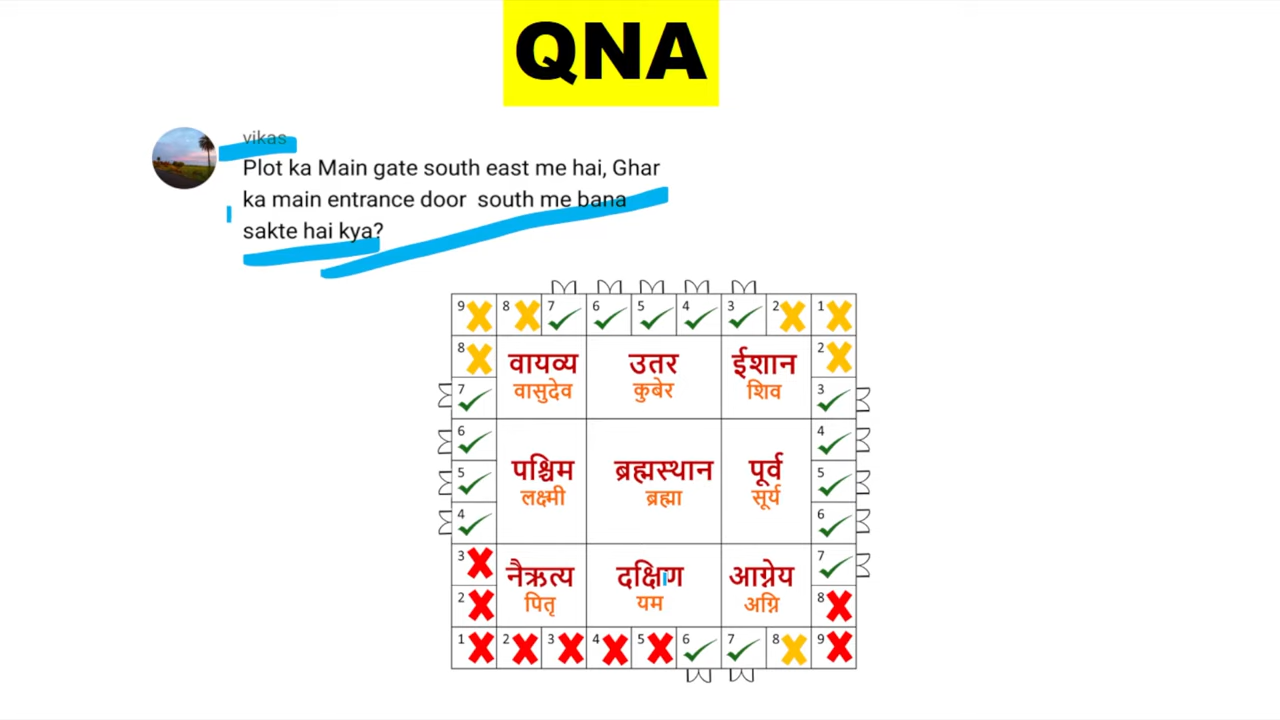 QNA
vikas
Plot ka Main gate south east me hai, Ghar
ka main entrance door south me bana
sakte hai kya?
9 8 7 6 5 4 3 2 1
8 वायव्य उतर ईशान 2
वासुदेव कुबेर शिव
7 3
6 4
5 पश्चिम ब्रह्मस्थान पूर्व 5
लक्ष्मी ब्रह्मा सूर्य
4 6
3 नैऋत्य दक्षिण आग्नेय 7
2 पितृ यम अग्नि 8
1 2 3 4 5 6 7 8 9